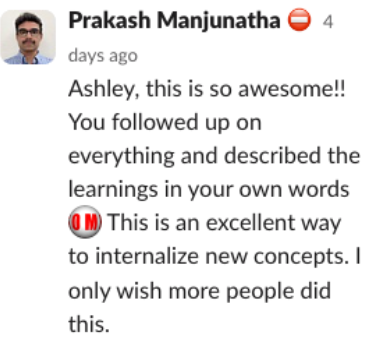 Prakash Manjunatha 4
days ago
Ashley, this is so awesome!!
You followed up on
everything and described the
learnings in your own words
This is an excellent way
to internalize new concepts. I
only wish more people did
this.